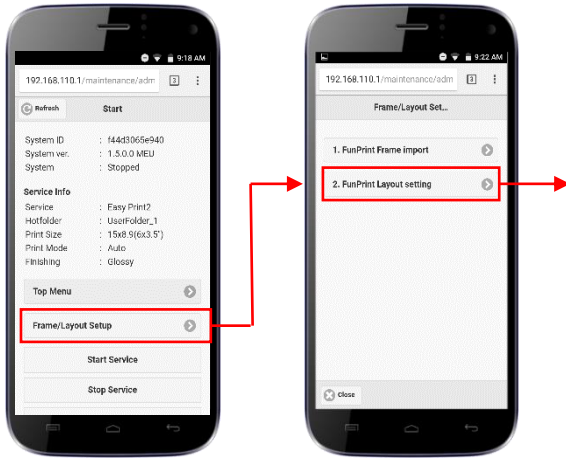 9:18 AM
192.168.110.1/maintenance/adm 3
Refresh Start
System ID : f44d3065e940
System ver. : 1.5.0.0 MEU
System : Stopped
Service Info
Service : Easy Print2
Hotfolder : UserFolder_1
Print Size : 15x8.9(6x3.5")
Print Mode : Auto
Finishing : Glossy
Top Menu
Frame/Layout Setup
Start Service
Stop Service
9:22 AM
192.168.110.1/maintenance/adm 3
Frame/Layout Set...
1. FunPrint Frame import
2. FunPrint Layout setting
Close